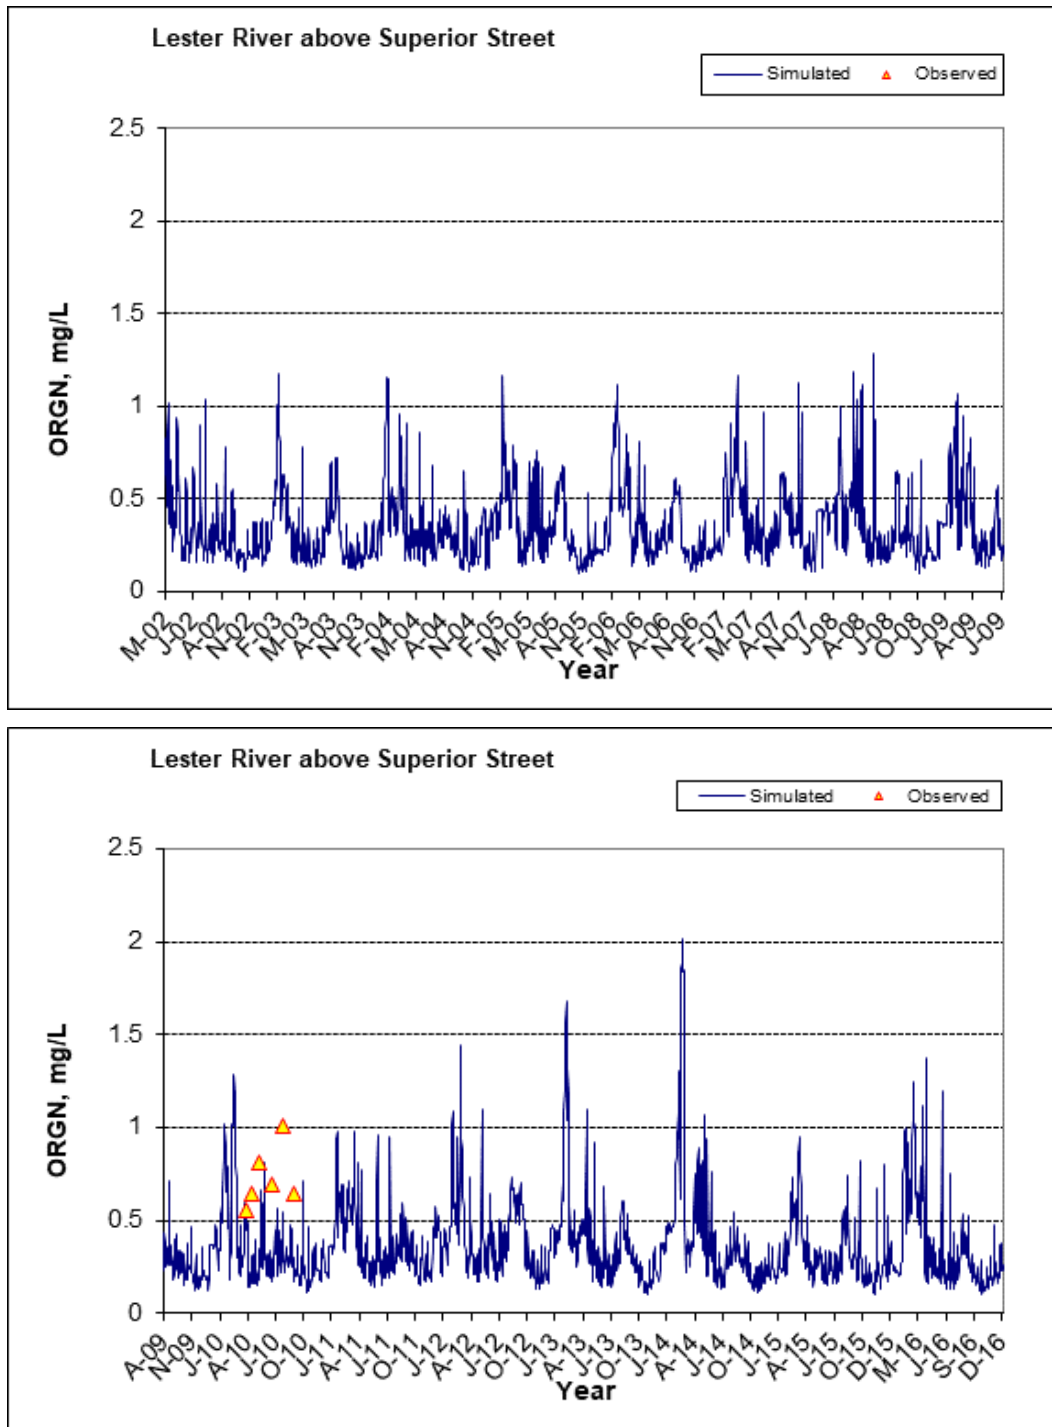 Lester River above Superior Street
Simulated Observed
2.5
2
1.5
1
0.5
0
ORGN, mg/L
M-02 J-02 A-02 N-02 F-03 M-03 A-03 N-03 F-04 M-04 A-04 N-04 F-05 M-05 A-05 N-05 F-06 M-06 A-06 N-06 F-07 M-07 A-07 N-07 J-08 A-08 J-08 O-08 J-09 A-09 J-09
Year
Lester River above Superior Street
Simulated Observed
2.5
2
1.5
1
0.5
0
ORGN, mg/L
A-09 N-09 J-10 A-10 J-10 O-10 J-11 A-11 J-11 O-11 J-12 A-12 J-12 O-12 J-13 A-13 J-13 O-13 J-14 A-14 J-14 O-14 J-15 A-15 J-15 O-15 D-15 M-16 J-16 S-16 D-16
Year